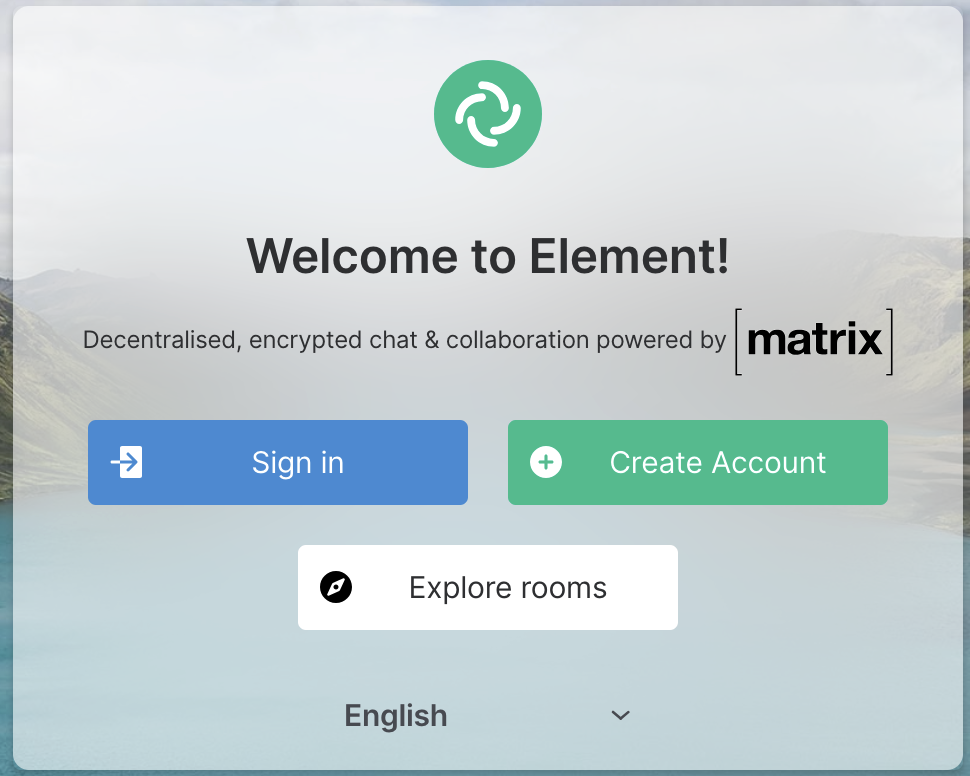 Welcome to Element!
Decentralised, encrypted chat & collaboration powered by [matrix]
Sign in
Create Account
Explore rooms
English